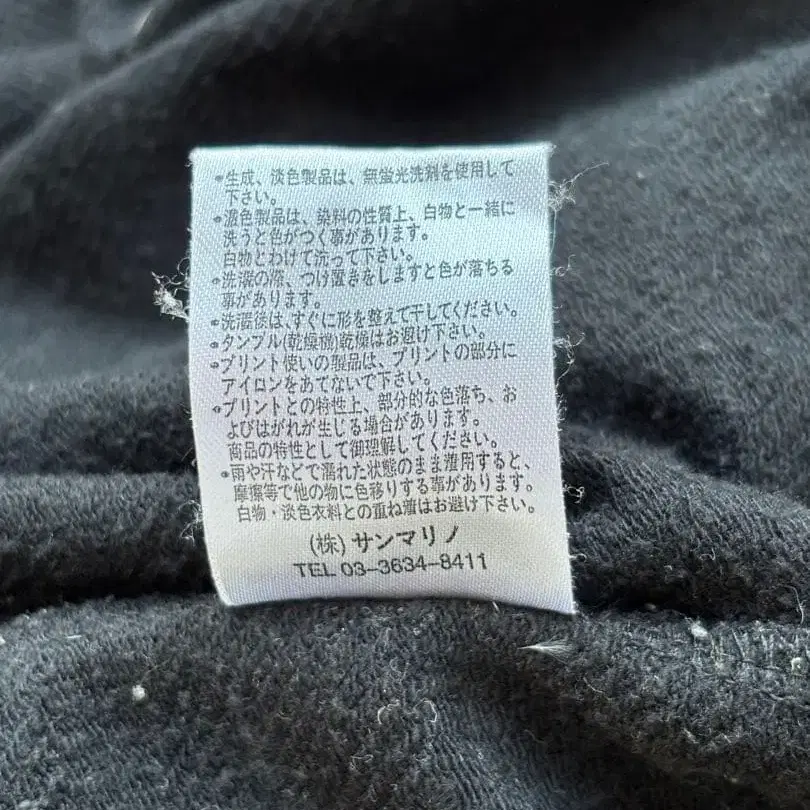 •生成、淡色製品は、無蛍光洗剤を使用して
下さい。
•濃色製品は、染料の性質上、白物と一緒に
洗うと色がつく事があります。
白物とわけて洗って下さい。
•洗濯の際、つけ置きをしますと色が落ちる
事があります。
•洗濯後は、すぐに形を整えて干してください。
•タンブル(乾燥機)乾燥はお避け下さい。
•プリント使いの製品は、プリントの部分に
アイロンをあてないで下さい。
•プリントとの特性上、部分的な色落ち、お
よびはがれが生じる場合があります。
商品の特性として御理解してください。
•雨や汗などで濡れた状態のまま着用すると、
摩擦等で他の物に色移りする事があります。
白物・淡色衣料との重ね着はお避け下さい。
(株)サンマリノ
TEL 03-3634-8411